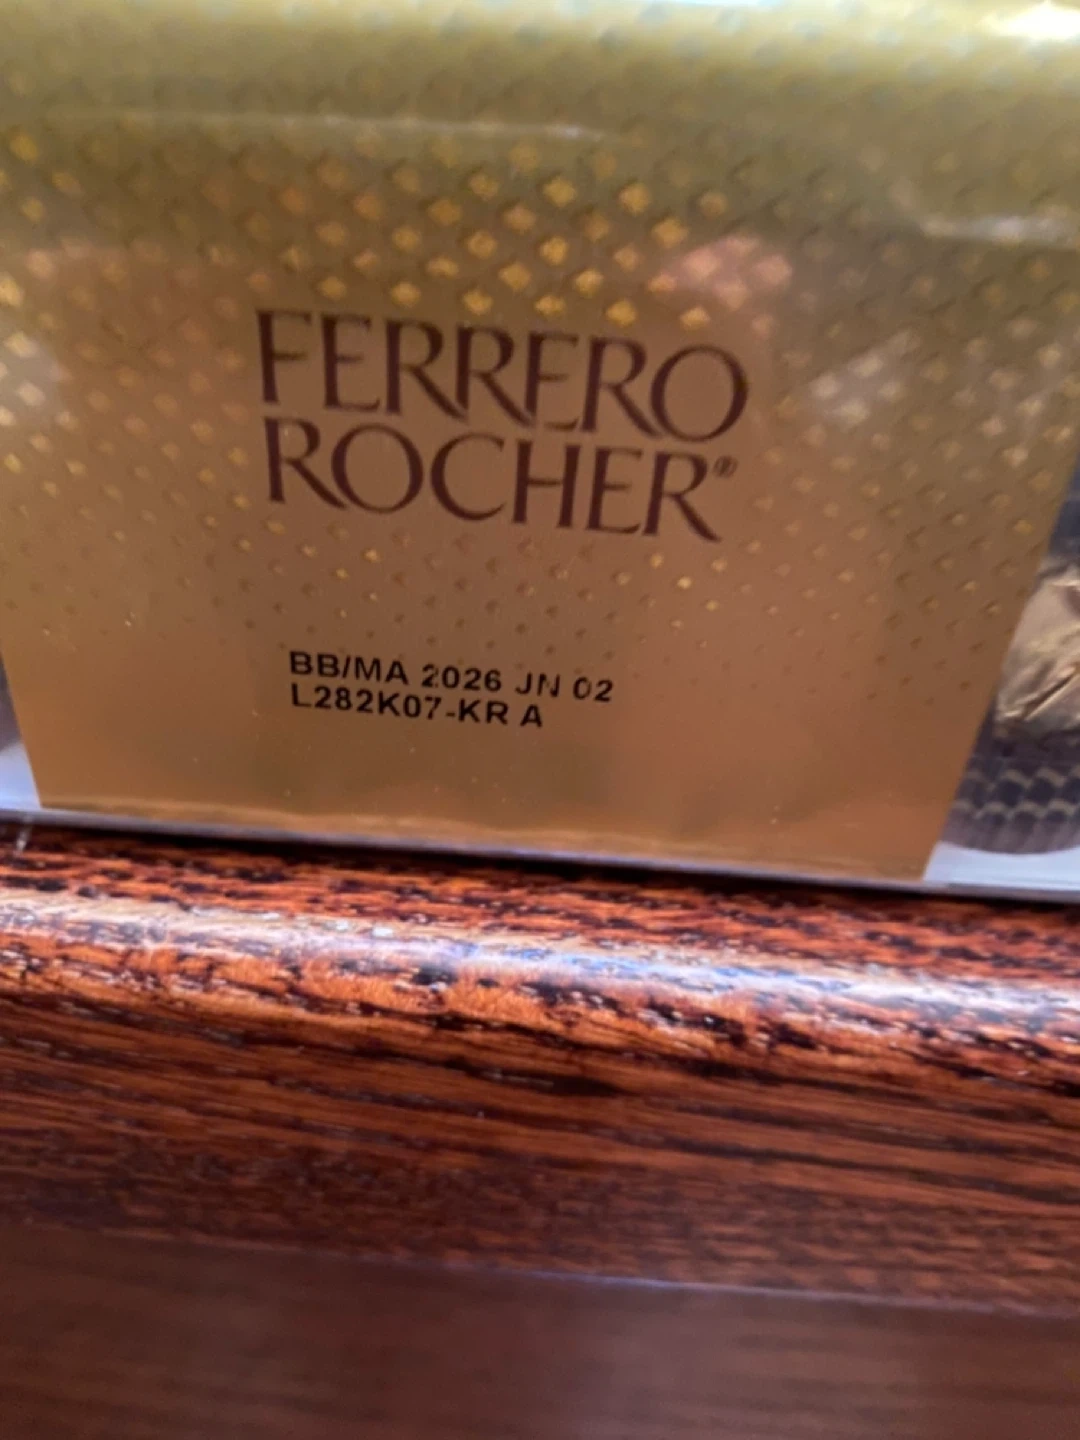 FERRERO
ROCHER®
BB/MA 2026 JN 02
L282K07-KR A